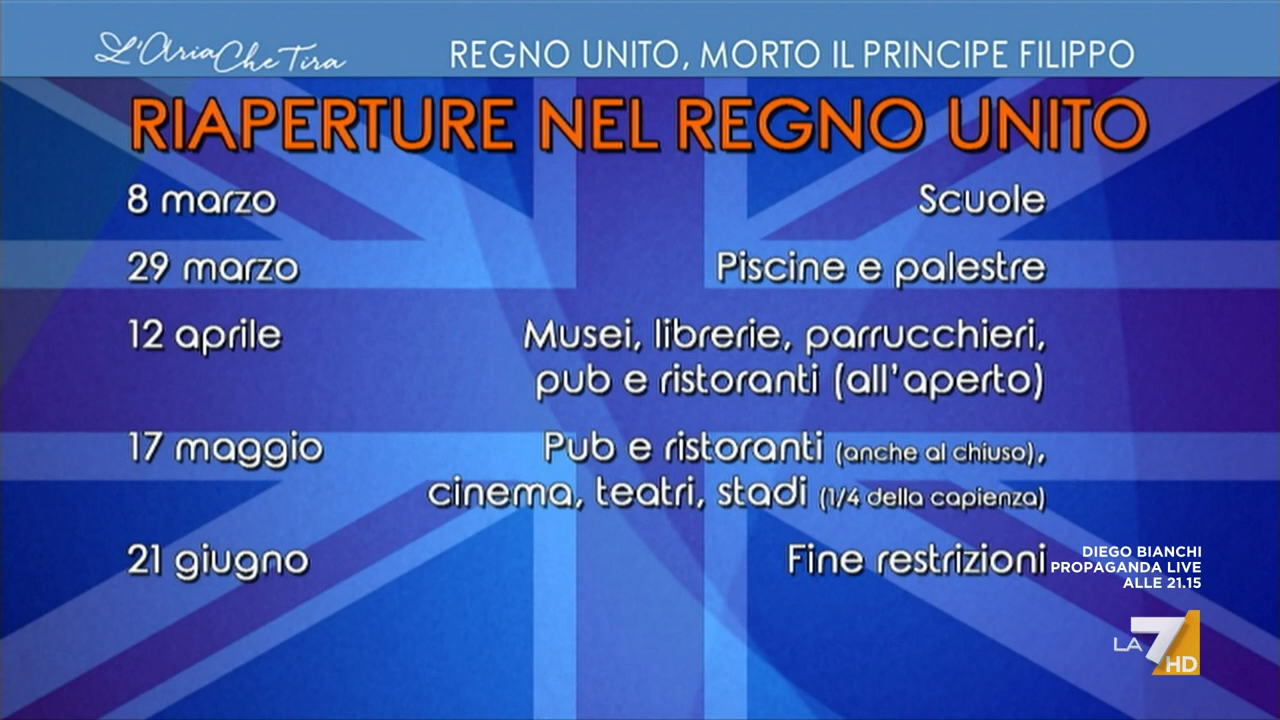 L'Aria Che Tira
REGNO UNITO, MORTO IL PRINCIPE FILIPPO
RIAPERTURE NEL REGNO UNITO
8 marzo Scuole
29 marzo Piscine e palestre
12 aprile Musei, librerie, parrucchieri,
pub e ristoranti (all'aperto)
17 maggio Pub e ristoranti (anche al chiuso),
cinema, teatri, stadi (1/4 della capienza)
21 giugno Fine restrizioni
DIEGO BIANCHI
PROPAGANDA LIVE
ALLE 21.15
LA 7 HD